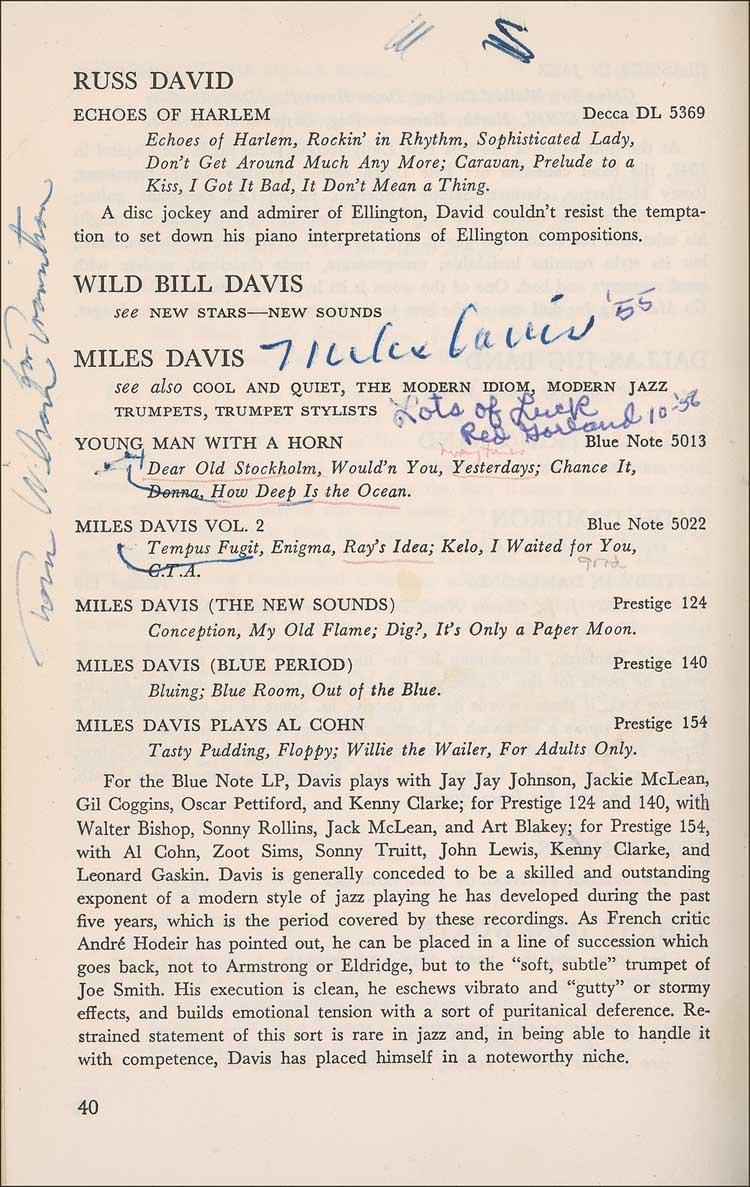 RUSS DAVID
ECHOES OF HARLEM Decca DL 5369
Echoes of Harlem, Rockin' in Rhythm, Sophisticated Lady,
Don't Get Around Much Any More; Caravan, Prelude to a
Kiss, I Got It Bad, It Don't Mean a Thing.
A disc jockey and admirer of Ellington, David couldn't resist the tempta-
tion to set down his piano interpretations of Ellington compositions.
WILD BILL DAVIS
see NEW STARS—NEW SOUNDS
MILES DAVIS Miles Davis '55
see also COOL AND QUIET, THE MODERN IDIOM, MODERN JAZZ
TRUMPETS, TRUMPET STYLISTS Lots of Luck
Red Garland 10-56
YOUNG MAN WITH A HORN Blue Note 5013
Dear Old Stockholm, Would'n You, Yesterdays; Chance It,
Donna, How Deep Is the Ocean.
MILES DAVIS VOL. 2 Blue Note 5022
Tempus Fugit, Enigma, Ray's Idea; Kelo, I Waited for You,
C.T.A. good
MILES DAVIS (THE NEW SOUNDS) Prestige 124
Conception, My Old Flame; Dig?, It's Only a Paper Moon.
MILES DAVIS (BLUE PERIOD) Prestige 140
Bluing; Blue Room, Out of the Blue.
MILES DAVIS PLAYS AL COHN Prestige 154
Tasty Pudding, Floppy; Willie the Wailer, For Adults Only.
For the Blue Note LP, Davis plays with Jay Jay Johnson, Jackie McLean,
Gil Coggins, Oscar Pettiford, and Kenny Clarke; for Prestige 124 and 140, with
Walter Bishop, Sonny Rollins, Jack McLean, and Art Blakey; for Prestige 154,
with Al Cohn, Zoot Sims, Sonny Truitt, John Lewis, Kenny Clarke, and
Leonard Gaskin. Davis is generally conceded to be a skilled and outstanding
exponent of a modern style of jazz playing he has developed during the past
five years, which is the period covered by these recordings. As French critic
André Hodeir has pointed out, he can be placed in a line of succession which
goes back, not to Armstrong or Eldridge, but to the "soft, subtle" trumpet of
Joe Smith. His execution is clean, he eschews vibrato and "gutty" or stormy
effects, and builds emotional tension with a sort of puritanical deference. Re-
strained statement of this sort is rare in jazz and, in being able to handle it
with competence, Davis has placed himself in a noteworthy niche.
40